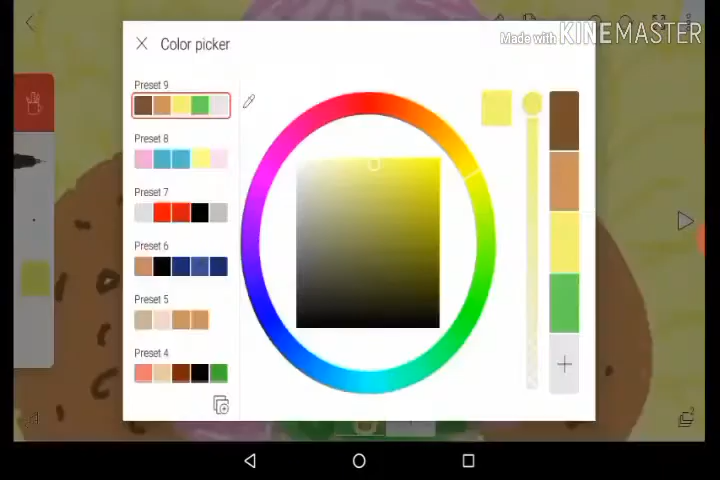 Color picker
Made with KINEMASTER
Preset 9
Preset 8
Preset 7
Preset 6
Preset 5
Preset 4